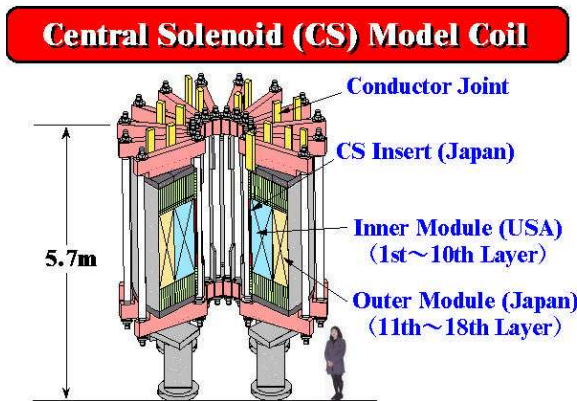 Central Solenoid (CS) Model Coil
Conductor Joint
CS Insert (Japan)
5.7m
Inner Module (USA)
(1st～10th Layer)
Outer Module (Japan)
(11th～18th Layer)